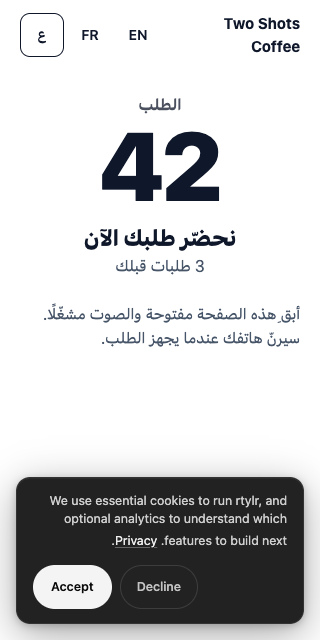 Two Shots
Coffee
EN
FR
ع
الطلب
42
نحضّر طلبك الآن
3 طلبات قبلك
أبقِ هذه الصفحة مفتوحة والصوت مشغّلًا.
سيرنّ هاتفك عندما يجهز الطلب.
We use essential cookies to run rtylr, and
optional analytics to understand which
features to build next. Privacy.
Accept
Decline